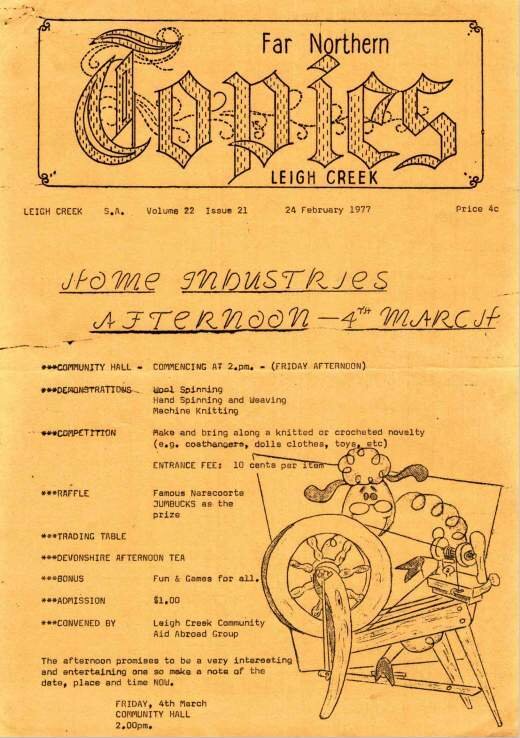 Far Northern
Topics
LEIGH CREEK
LEIGH CREEK S.A. Volume 22 Issue 21 24 February 1977 Price 4c
HOME INDUSTRIES
AFTERNOON - 4TH MARCH
***COMMUNITY HALL - COMMENCING AT 2.pm. - (FRIDAY AFTERNOON)
***DEMONSTRATIONS Wool Spinning
Hand Spinning and Weaving
Machine Knitting
***COMPETITION Make and bring along a knitted or crocheted novelty
(e.g. coathangers, dolls clothes, toys, etc)
ENTRANCE FEE: 10 cents per item
***RAFFLE Famous Naracoorte
JUMBUCKS as the
prize
***TRADING TABLE
***DEVONSHIRE AFTERNOON TEA
***BONUS Fun & Games for all.
***ADMISSION $1.00
***CONVENED BY Leigh Creek Community
Aid Abroad Group
The afternoon promises to be a very interesting
and entertaining one so make a note of the
date, place and time NOW.
FRIDAY, 4th March
COMMUNITY HALL
2.00pm.